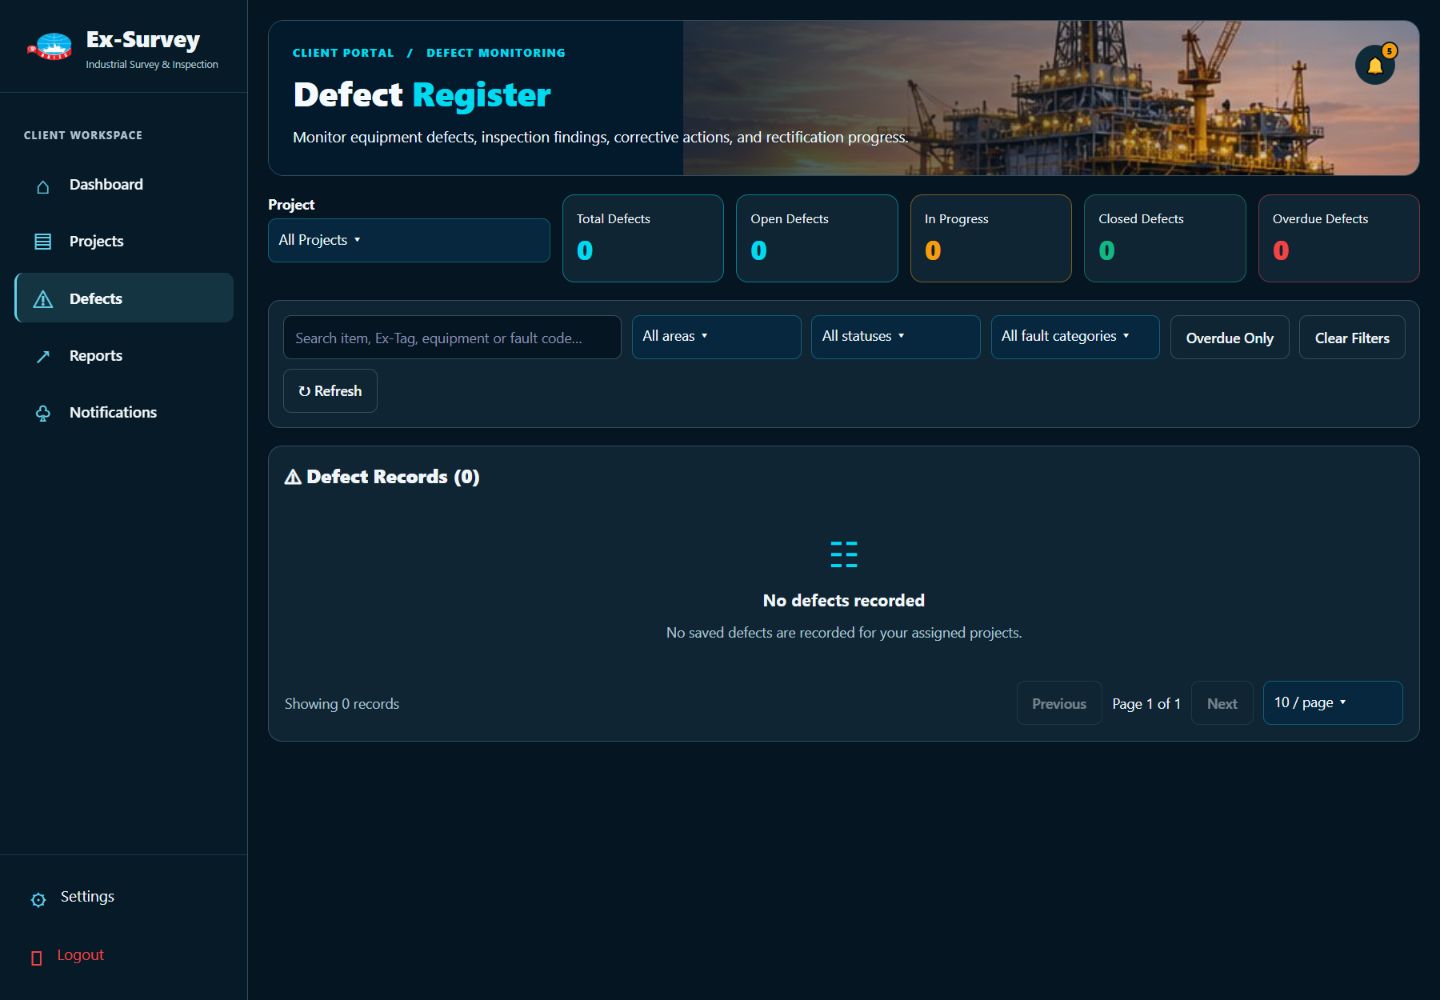 Ex-Survey
Industrial Survey & Inspection
CLIENT WORKSPACE
Dashboard
Projects
Defects
Reports
Notifications
Settings
Logout
CLIENT PORTAL / DEFECT MONITORING
5
Defect Register
Monitor equipment defects, inspection findings, corrective actions, and rectification progress.
Project
All Projects
Total Defects
0
Open Defects
0
In Progress
0
Closed Defects
0
Overdue Defects
0
Search item, Ex-Tag, equipment or fault code...
All areas
All statuses
All fault categories
Overdue Only
Clear Filters
↻ Refresh
⚠ Defect Records (0)
No defects recorded
No saved defects are recorded for your assigned projects.
Showing 0 records
Previous
Page 1 of 1
Next
10 / page